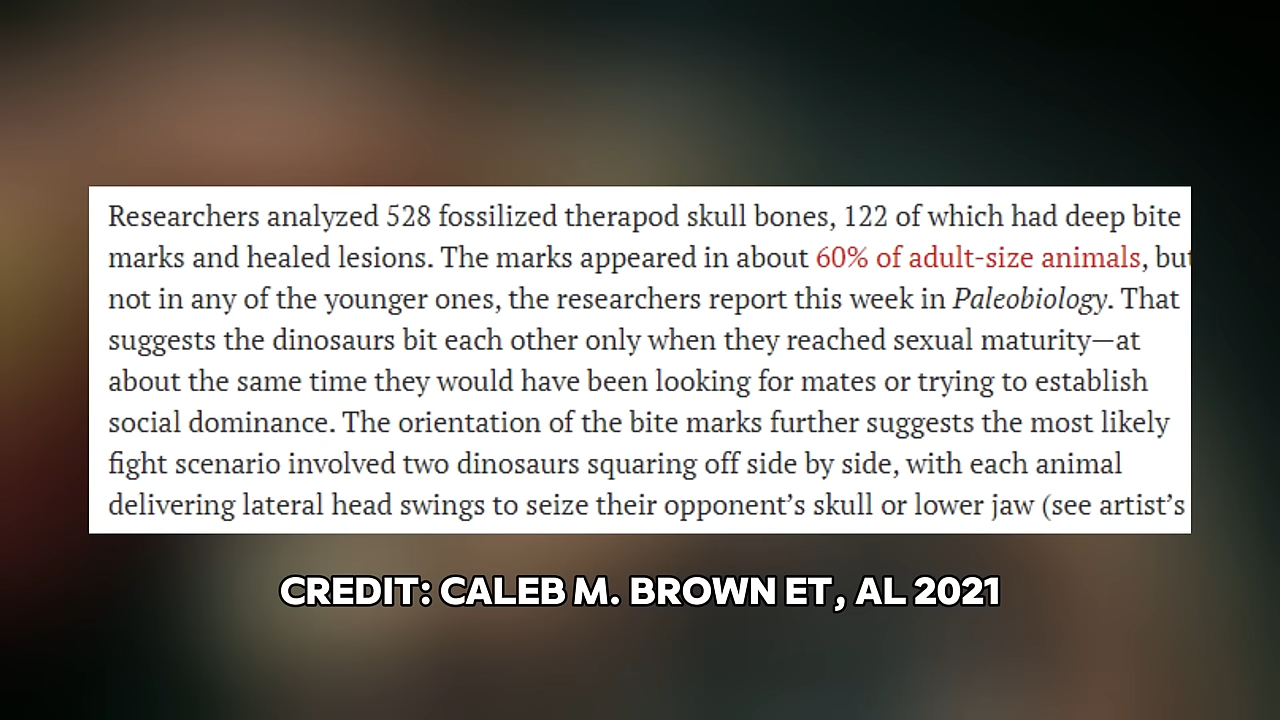 Researchers analyzed 528 fossilized therapod skull bones, 122 of which had deep bite
marks and healed lesions. The marks appeared in about 60% of adult-size animals, but
not in any of the younger ones, the researchers report this week in Paleobiology. That
suggests the dinosaurs bit each other only when they reached sexual maturity—at
about the same time they would have been looking for mates or trying to establish
social dominance. The orientation of the bite marks further suggests the most likely
fight scenario involved two dinosaurs squaring off side by side, with each animal
delivering lateral head swings to seize their opponent’s skull or lower jaw (see artist’s
CREDIT: CALEB M. BROWN ET, AL 2021